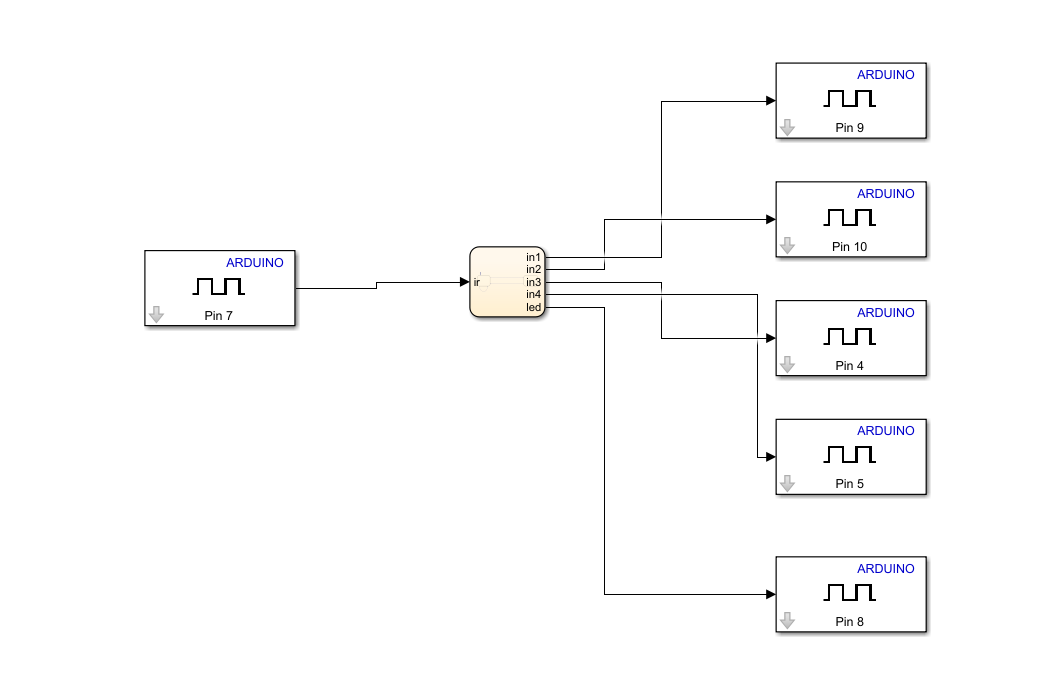 ARDUINO
Pin 9
ARDUINO
Pin 10
ARDUINO
Pin 7
ir
in1
in2
in3
in4
led
ARDUINO
Pin 4
ARDUINO
Pin 5
ARDUINO
Pin 8